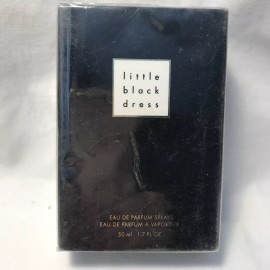 little
black
dress
EAU DE PARFUM SPRAY
EAU DE PARFUM À VAPORISER
50 ml 1.7 FL OZ